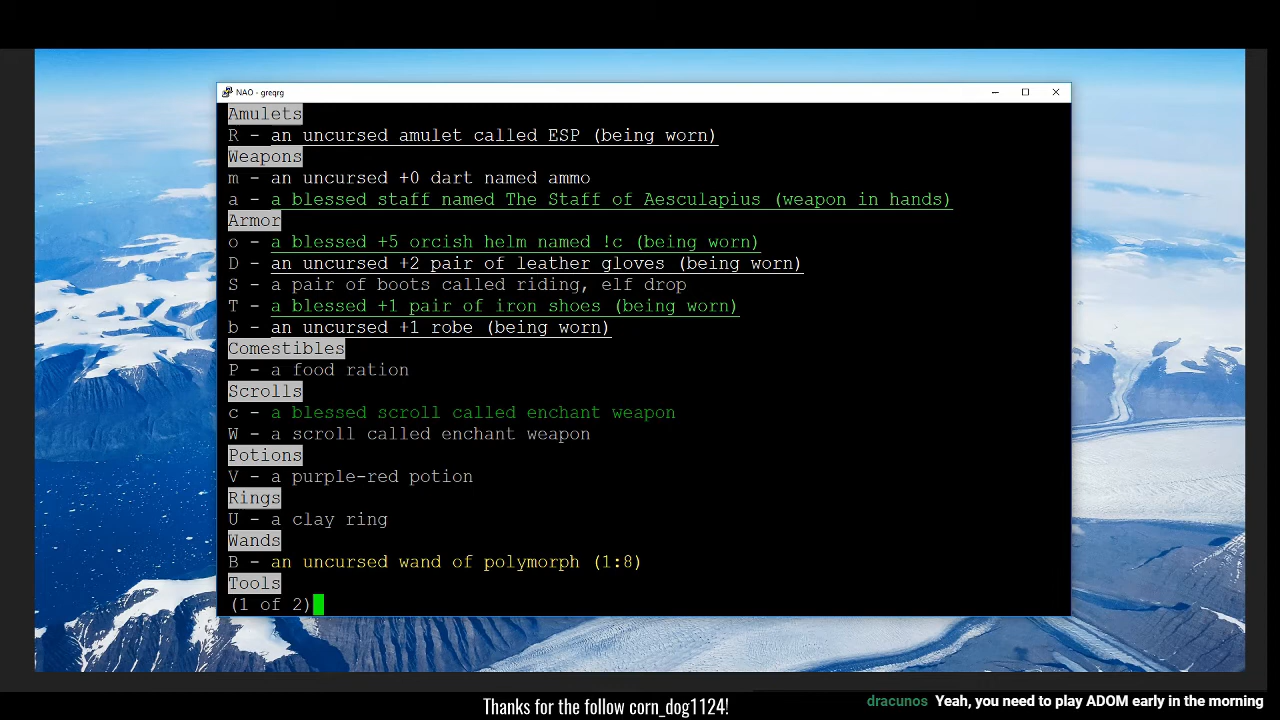 NAO - greqrg
Amulets
R - an uncursed amulet called ESP (being worn)
Weapons
m - an uncursed +0 dart named ammo
a - a blessed staff named The Staff of Aesculapius (weapon in hands)
Armor
o - a blessed +5 orcish helm named !c (being worn)
D - an uncursed +2 pair of leather gloves (being worn)
S - a pair of boots called riding, elf drop
T - a blessed +1 pair of iron shoes (being worn)
b - an uncursed +1 robe (being worn)
Comestibles
P - a food ration
Scrolls
c - a blessed scroll called enchant weapon
W - a scroll called enchant weapon
Potions
V - a purple-red potion
Rings
U - a clay ring
Wands
B - an uncursed wand of polymorph (1:8)
Tools
(1 of 2)
Thanks for the follow corn_dog1124!
dracunos Yeah, you need to play ADOM early in the morning